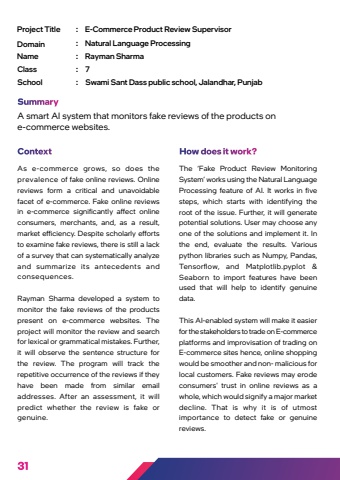 Project Title : E-Commerce Product Review Supervisor
Domain : Natural Language Processing
Name : Rayman Sharma
Class : 7
School : Swami Sant Dass public school, Jalandhar, Punjab
Summary
A smart AI system that monitors fake reviews of the products on
e-commerce websites.
Context
As e-commerce grows, so does the
prevalence of fake online reviews. Online
reviews form a critical and unavoidable
facet of e-commerce. Fake online reviews
in e-commerce significantly affect online
consumers, merchants, and, as a result,
market efficiency. Despite scholarly efforts
to examine fake reviews, there is still a lack
of a survey that can systematically analyze
and summarize its antecedents and
consequences.
Rayman Sharma developed a system to
monitor the fake reviews of the products
present on e-commerce websites. The
project will monitor the review and search
for lexical or grammatical mistakes. Further,
it will observe the sentence structure for
the review. The program will track the
repetitive occurrence of the reviews if they
have been made from similar email
addresses. After an assessment, it will
predict whether the review is fake or
genuine.
How does it work?
The 'Fake Product Review Monitoring
System' works using the Natural Language
Processing feature of AI. It works in five
steps, which starts with identifying the
root of the issue. Further, it will generate
potential solutions. User may choose any
one of the solutions and implement it. In
the end, evaluate the results. Various
python libraries such as Numpy, Pandas,
Tensorflow, and Matplotlib.pyplot &
Seaborn to import features have been
used that will help to identify genuine
data.
This AI-enabled system will make it easier
for the stakeholders to trade on E-commerce
platforms and improvisation of trading on
E-commerce sites hence, online shopping
would be smoother and non- malicious for
local customers. Fake reviews may erode
consumers' trust in online reviews as a
whole, which would signify a major market
decline. That is why it is of utmost
importance to detect fake or genuine
reviews.
31